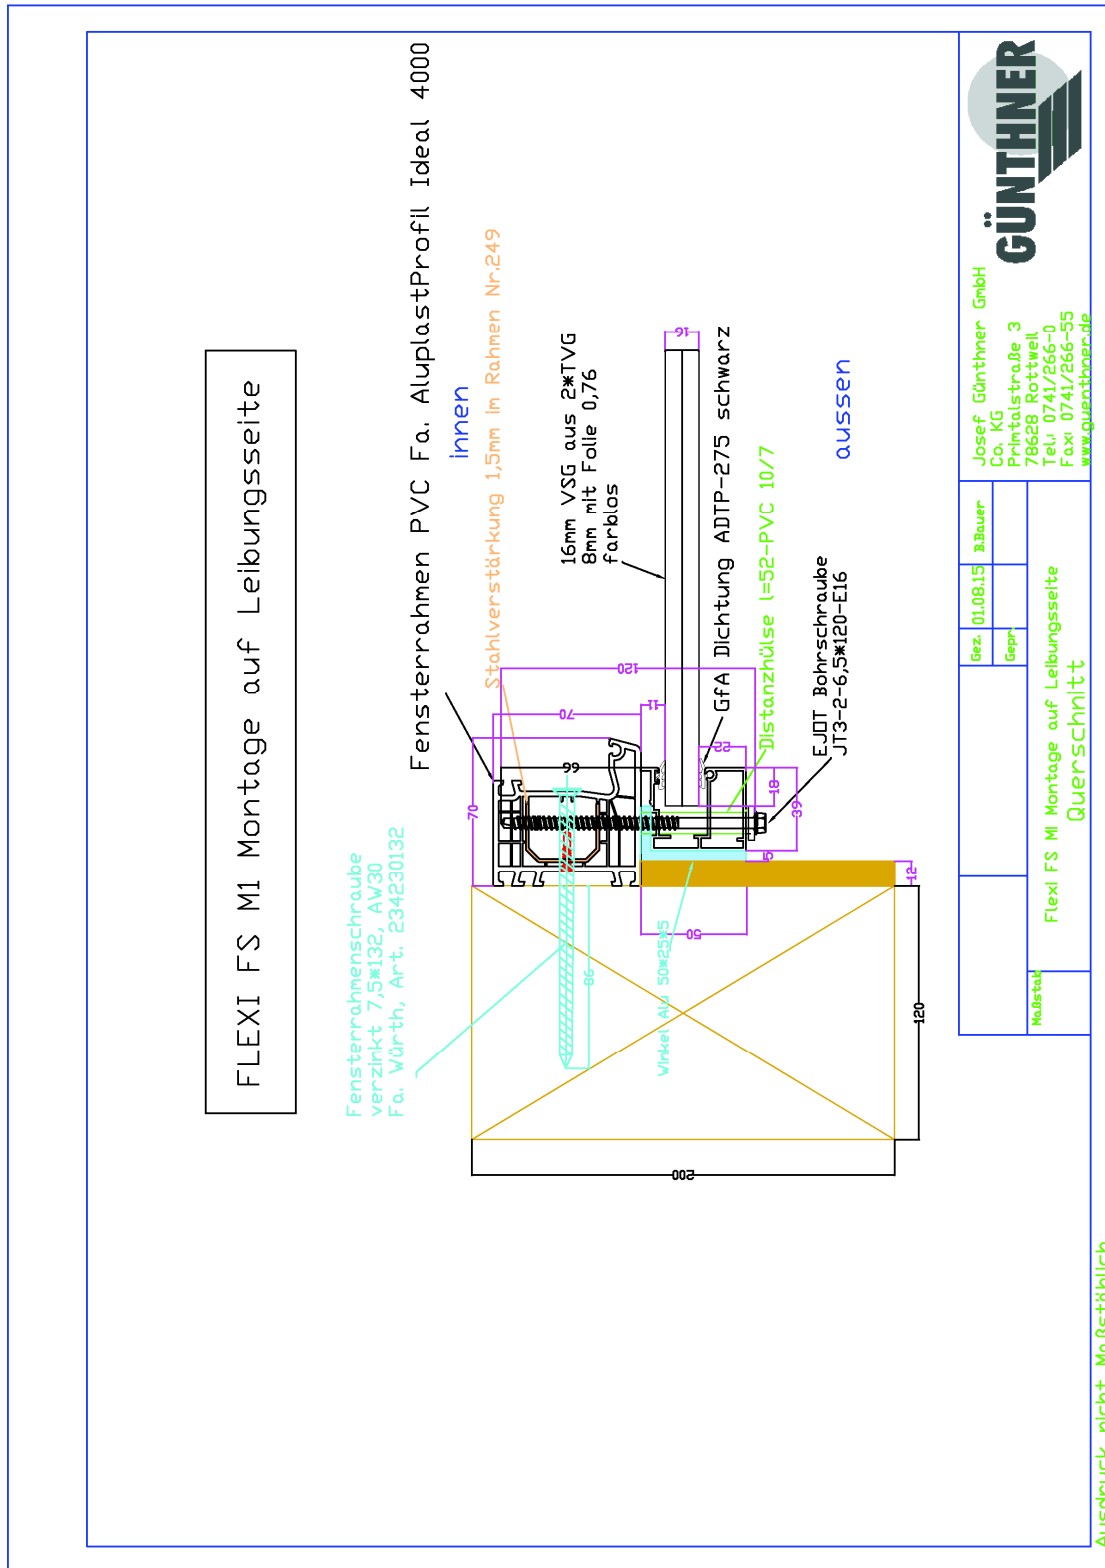 FLEXI FS M1 Montage auf Leibungsseite
Fensterrahmen PVC Fa. AluplastProfil Ideal 4000
innen
Stahlverstärkung 1,5mm im Rahmen Nr.249
Fensterrahmenschraube
verzinkt 7,5*132, AW30
Fa. Würth, Art. 234230132
16mm VSG aus 2*TVG
8mm mit Folie 0,76
farblos
GfA Dichtung ADTP-275 schwarz
Distanzhülse l=52-PVC 10/7
aussen
EJOT Bohrschraube
JT3-2-6,5*120-E16
Winkel Alu 50*25*5
70
70
66
120
11
16
22
18
39
5
12
50
86
120
200
GÜNTHNER
Josef Günthner GmbH
Co. KG
Primtalstraße 3
78628 Rottweil
Tel.: 0741/266-0
Fax: 0741/266-55
www.guenthner.de
Gez. 01.08.15 B.Bauer
Gepr.
Flexi FS M1 Montage auf Leibungsseite
Querschnitt
Maßstab
Ausdruck nicht Maßstäblich